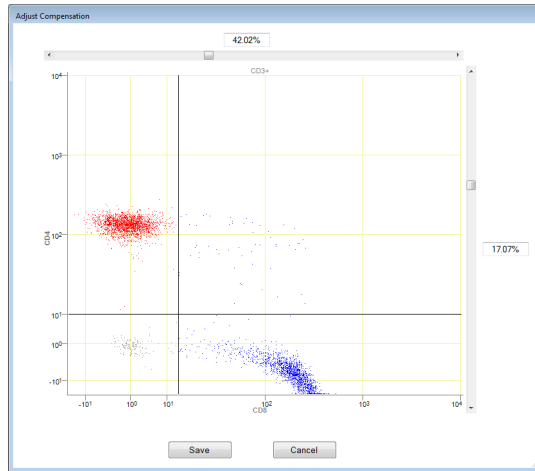 Adjust Compensation
42.02%
CD3+
10⁴
10³
CD4
10²
17.07%
10¹
10⁰
-10¹
-10¹ 10⁰ 10¹ 10² 10³ 10⁴
CD8
Save Cancel